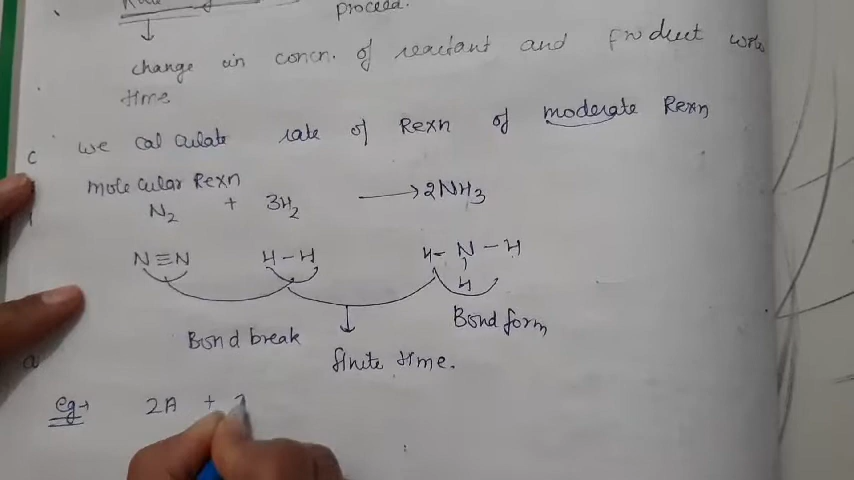 proceed.
change in concn. of reactant and product w.r.
time
we calculate rate of Rexn of moderate Rexn
molecular Rexn
N2 + 3H2 → 2NH3
N≡N H-H H-N-H
H
Bond break Bond form
finite time.
eg→ 2A +